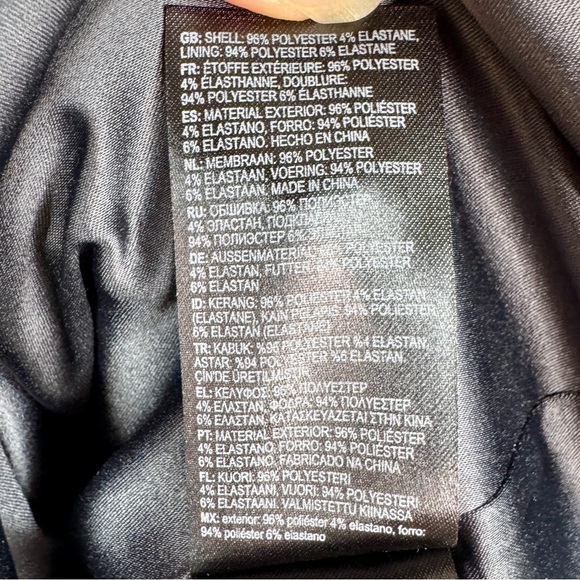 GB: SHELL: 96% POLYESTER 4% ELASTANE,
LINING: 94% POLYESTER 6% ELASTANE
FR: ÉTOFFE EXTÉRIEURE: 96% POLYESTER
4% ÉLASTHANNE, DOUBLURE:
94% POLYESTER 6% ÉLASTHANNE
ES: MATERIAL EXTERIOR: 96% POLIÉSTER
4% ELASTANO, FORRO: 94% POLIÉSTER
6% ELASTANO, HECHO EN CHINA
NL: MEMBRAAN: 96% POLYESTER
4% ELASTAAN, VOERING: 94% POLYESTER
6% ELASTAAN, MADE IN CHINA
RU: ОБШИВКА: 96% ПОЛИЭСТЕР
4% ЭЛАСТАН,
94% ПОЛИЭСТЕР 6%
DE: AUSSENMATERIAL:
4% ELASTAN, FUTTER: 94% POLYESTER
6% ELASTAN
ID: KERANG: 96% POLIESTER 4% ELASTAN
(ELASTANE), KAIN PELAPIS: 94% POLIESTER
6% ELASTAN (ELASTANE)
TR: KABUK: %96 POLYESTER %4 ELASTAN,
ASTAR: %94 POLYESTER %6 ELASTAN,
ÇİN'DE ÜRETİLMİŞTİR
EL: ΚΕΛΥΦΟΣ: 96% ΠΟΛΥΕΣΤΕΡ
4% ΕΛΑΣΤΑΝ, ΦΟΔΡΑ: 94% ΠΟΛΥΕΣΤΕΡ
6% ΕΛΑΣΤΑΝ, ΚΑΤΑΣΚΕΥΑΖΕΤΑΙ ΣΤΗΝ ΚΙΝΑ
PT: MATERIAL EXTERIOR: 96% POLIÉSTER
4% ELASTANO, FORRO: 94% POLIÉSTER
6% ELASTANO, FABRICADO NA CHINA
FL: KUORI: 96% POLYESTERI
4% ELASTAANI, VUORI: 94% POLYESTERI
6% ELASTAANI, VALMISTETTU KIINASSA
MX: exterior: 96% poliéster 4% elastano, forro:
94% poliéster 6% elastano